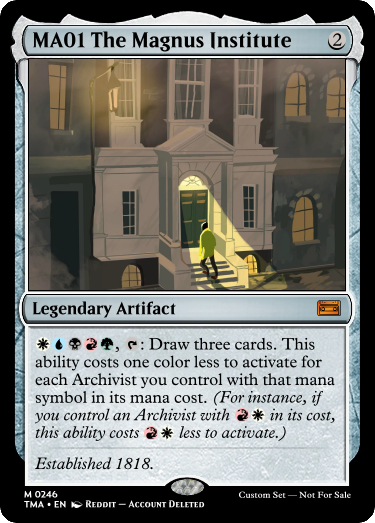 MA01 The Magnus Institute 2
Legendary Artifact
: Draw three cards. This
ability costs one color less to activate for
each Archivist you control with that mana
symbol in its mana cost. (For instance, if
you control an Archivist with in its cost,
this ability costs less to activate.)
Established 1818.
M 0246
TMA • EN Reddit — Account Deleted
Custom Set — Not For Sale